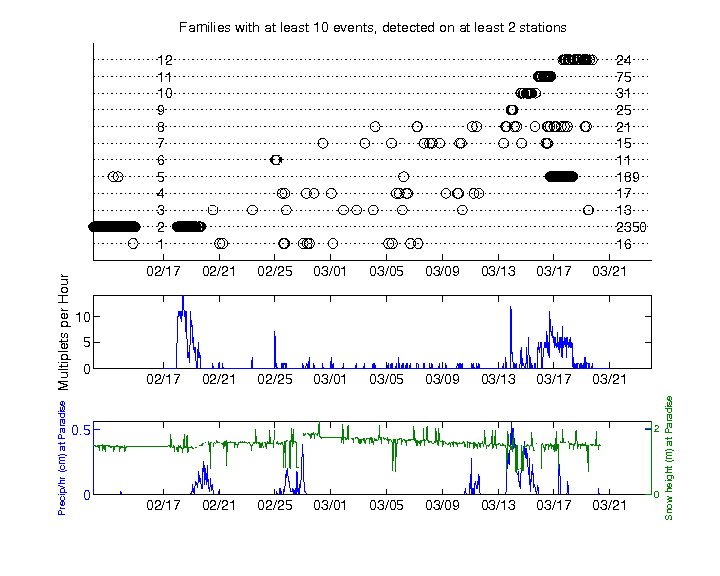 Families with at least 10 events, detected on at least 2 stations
12 24
11 75
10 31
9 25
8 21
7 15
6 11
5 189
4 17
3 13
2 2350
1 16
02/17 02/21 02/25 03/01 03/05 03/09 03/13 03/17 03/21
Multiplets per Hour
10
5
0
02/17 02/21 02/25 03/01 03/05 03/09 03/13 03/17 03/21
Precip/hr (cm) at Paradise
0.5
0
2
1
0
Snow height (m) at Paradise
02/17 02/21 02/25 03/01 03/05 03/09 03/13 03/17 03/21